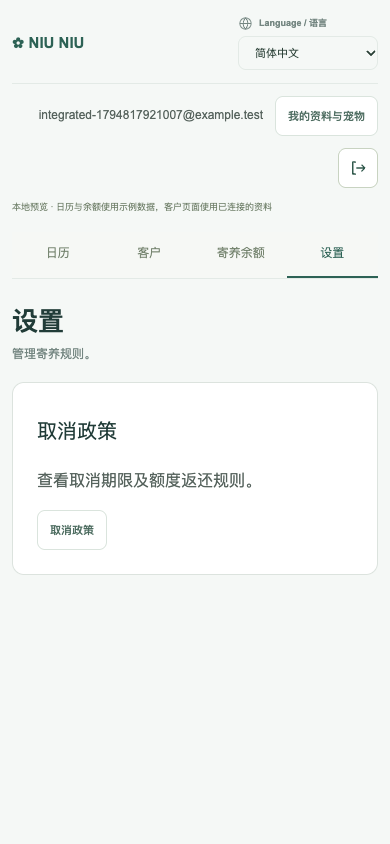 Language / 语言
✿ NIU NIU
简体中文
integrated-1794817921007@example.test
我的资料与宠物
本地预览 · 日历与余额使用示例数据，客户页面使用已连接的资料
日历
客户
寄养余额
设置
设置
管理寄养规则。
取消政策
查看取消期限及额度返还规则。
取消政策